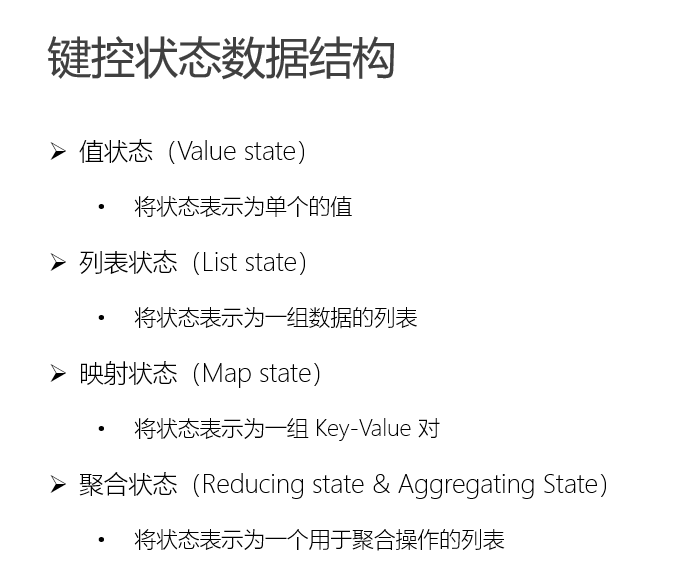 键控状态数据结构
➢ 值状态（Value state）
• 将状态表示为单个的值
➢ 列表状态（List state）
• 将状态表示为一组数据的列表
➢ 映射状态（Map state）
• 将状态表示为一组 Key-Value 对
➢ 聚合状态（Reducing state & Aggregating State）
• 将状态表示为一个用于聚合操作的列表